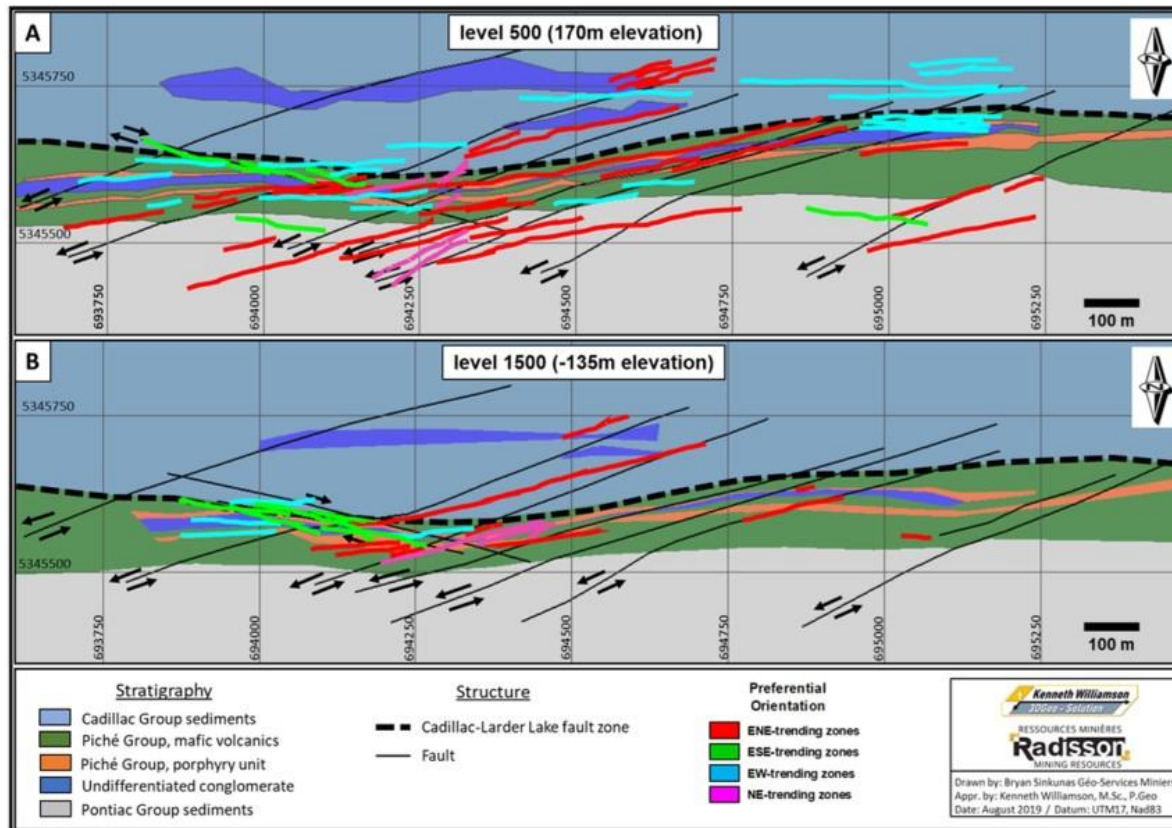 A
level 500 (170m elevation)
N
5345750
5345500
693750
694000
694250
694500
694750
695000
695250
100 m
B
level 1500 (-135m elevation)
N
5345750
5345500
693750
694000
694250
694500
694750
695000
695250
100 m
Stratigraphy
Cadillac Group sediments
Piché Group, mafic volcanics
Piché Group, porphyry unit
Undifferentiated conglomerate
Pontiac Group sediments
Structure
Cadillac-Larder Lake fault zone
Fault
Preferential
Orientation
ENE-trending zones
ESE-trending zones
EW-trending zones
NE-trending zones
Kenneth Williamson
3DGeo - Solution
RESSOURCES MINIÈRES
Radisson
MINING RESOURCES
Drawn by: Bryan Sinkunas Géo-Services Miniers
Appr. by: Kenneth Williamson, M.Sc., P.Geo
Date: August 2019 / Datum: UTM17, Nad83